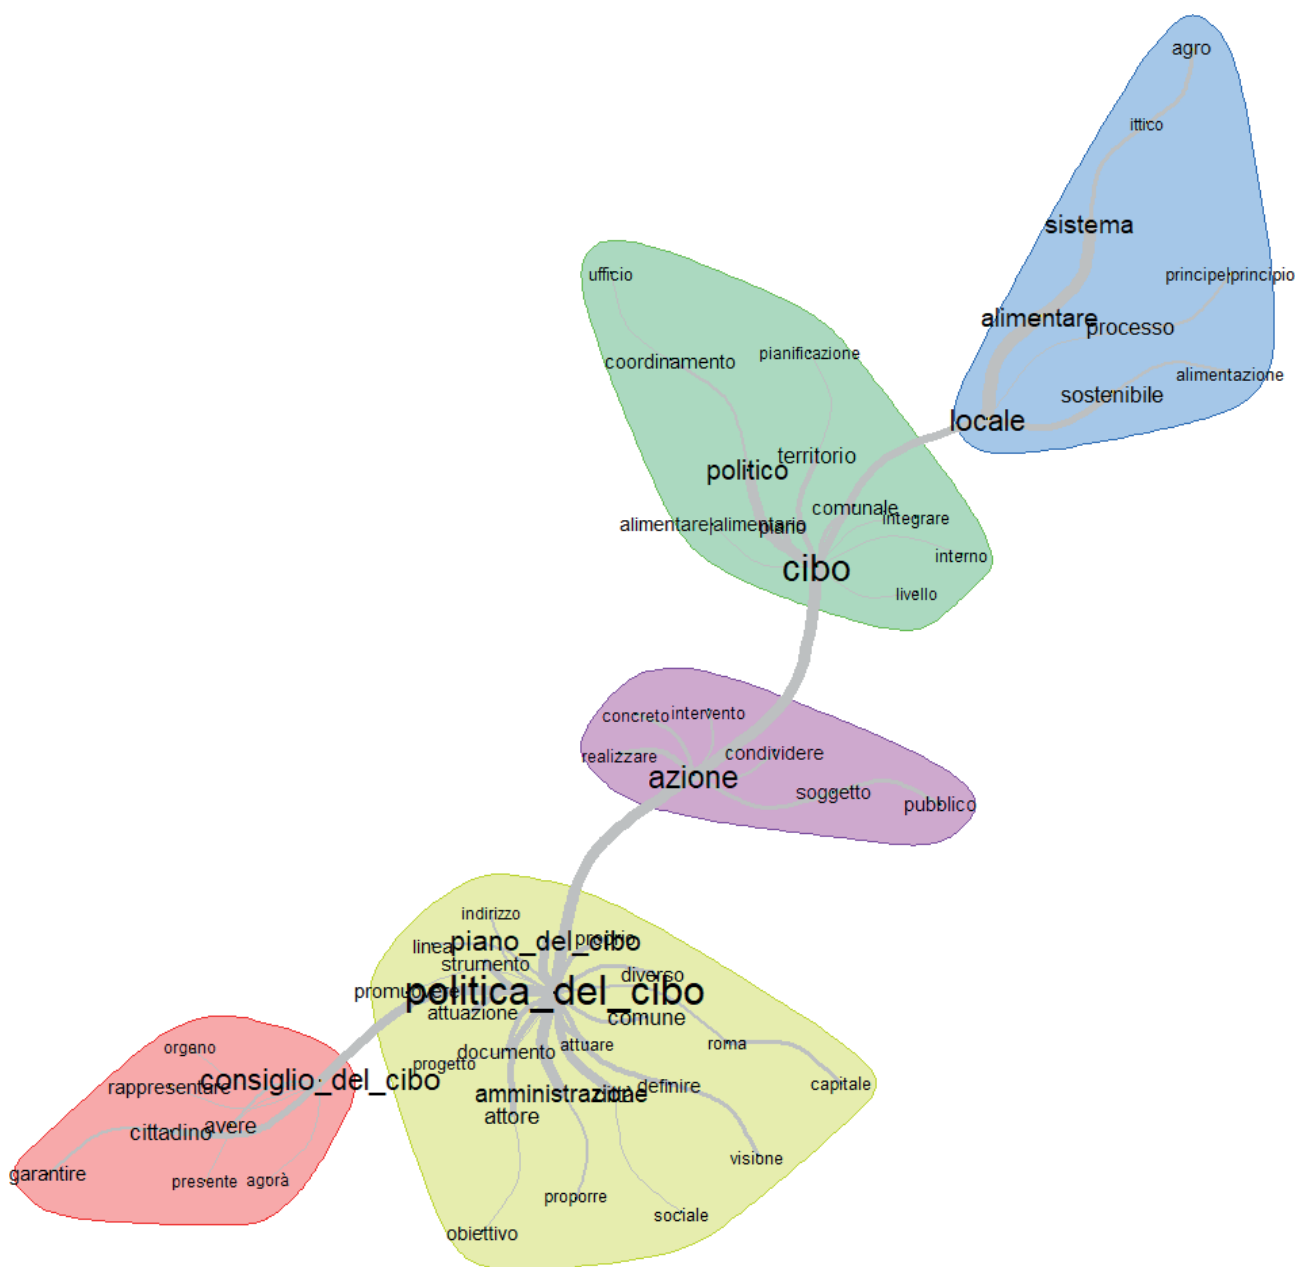 agro
ittico
sistema
principe|principio
alimentare
processo
alimentazione
sostenibile
locale
ufficio
pianificazione
coordinamento
territorio
politico
comunale
integrare
alimentare|alimentario
piano
interno
cibo
livello
concreto
intervento
condividere
realizzare
azione
soggetto
pubblico
indirizzo
proprio
piano_del_cibo
linea
strumento
diverso
promuovere
politica_del_cibo
attuazione
comune
attuare
roma
documento
progetto
definire
capitale
amministrazione
città
attore
visione
proporre
sociale
obiettivo
organo
consiglio_del_cibo
rappresentare
avere
cittadino
garantire
presente
agorà